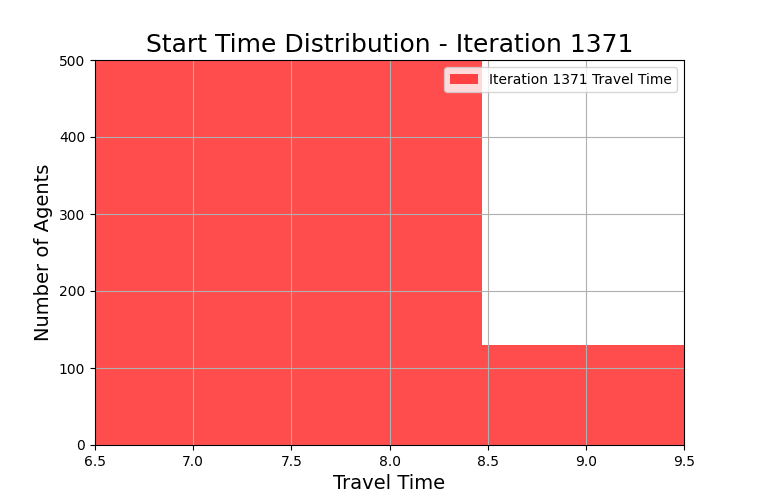 Start Time Distribution - Iteration 1371
Iteration 1371 Travel Time
Number of Agents
500
400
300
200
100
0
6.5 7.0 7.5 8.0 8.5 9.0 9.5
Travel Time